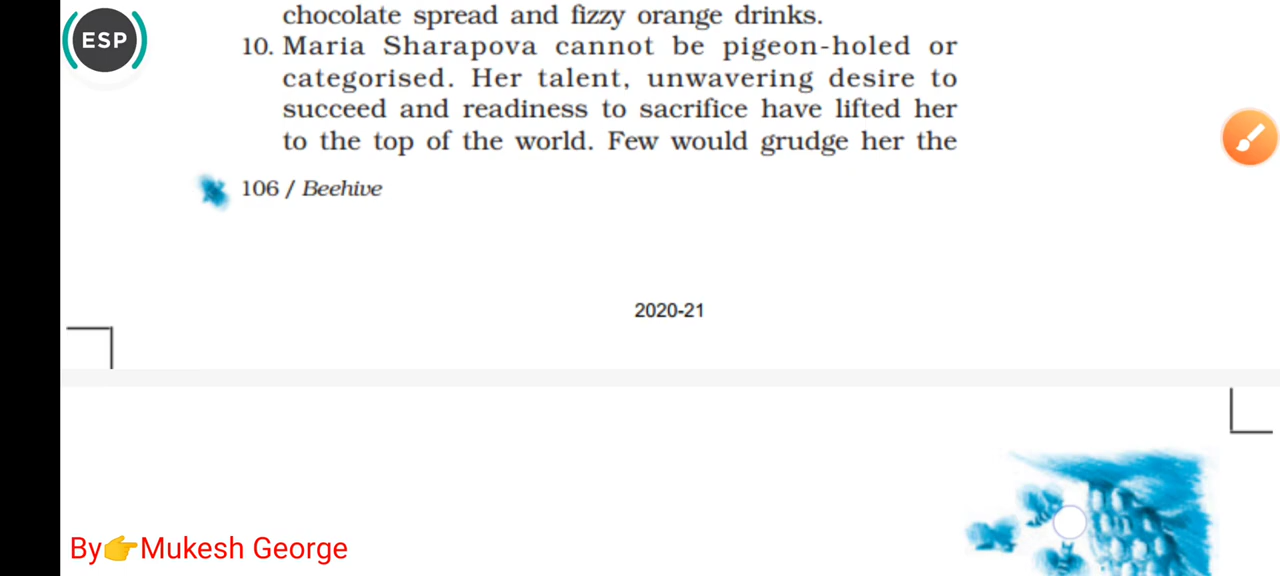 ESP
chocolate spread and fizzy orange drinks.
10. Maria Sharapova cannot be pigeon-holed or
categorised. Her talent, unwavering desire to
succeed and readiness to sacrifice have lifted her
to the top of the world. Few would grudge her the
106 / Beehive
2020-21
By👉Mukesh George